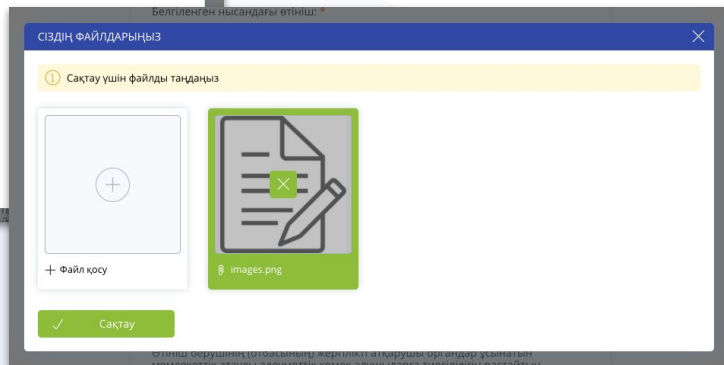 Белгіленген нысандағы өтініш: *
СІЗДІҢ ФАЙЛДАРЫҢЫЗ
Сақтау үшін файлды таңдаңыз
+ Файл қосу
images.png
Сақтау
Өтініш берушінің (отбасының) жергілікті атқарушы органдар ұсынатын